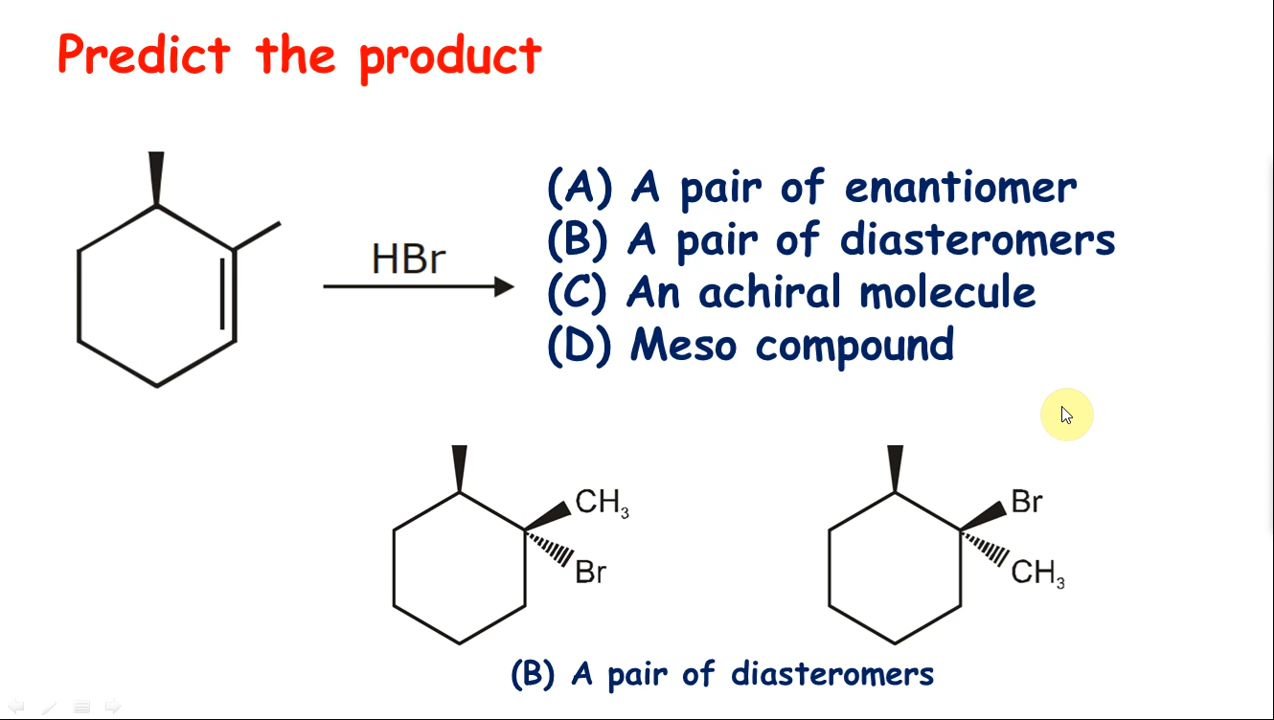 Predict the product
HBr
(A) A pair of enantiomer
(B) A pair of diasteromers
(C) An achiral molecule
(D) Meso compound
CH₃
Br
Br
CH₃
(B) A pair of diasteromers